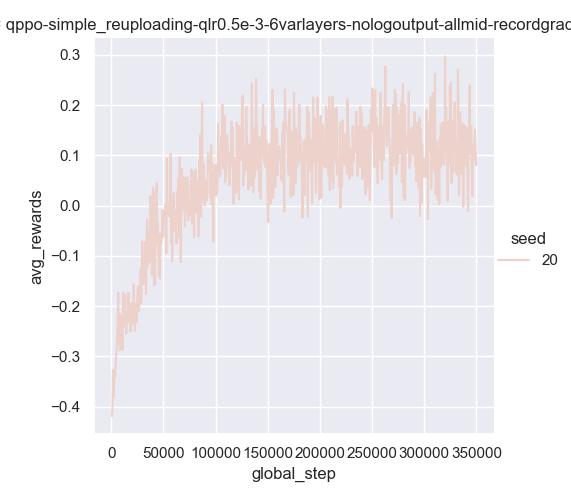 qppo-simple_reuploading-qlr0.5e-3-6varlayers-nologoutput-allmid-recordgrad
0.3
0.2
0.1
0.0
−0.1
−0.2
−0.3
−0.4
avg_rewards
0 50000 100000 150000 200000 250000 300000 350000
global_step
seed
20